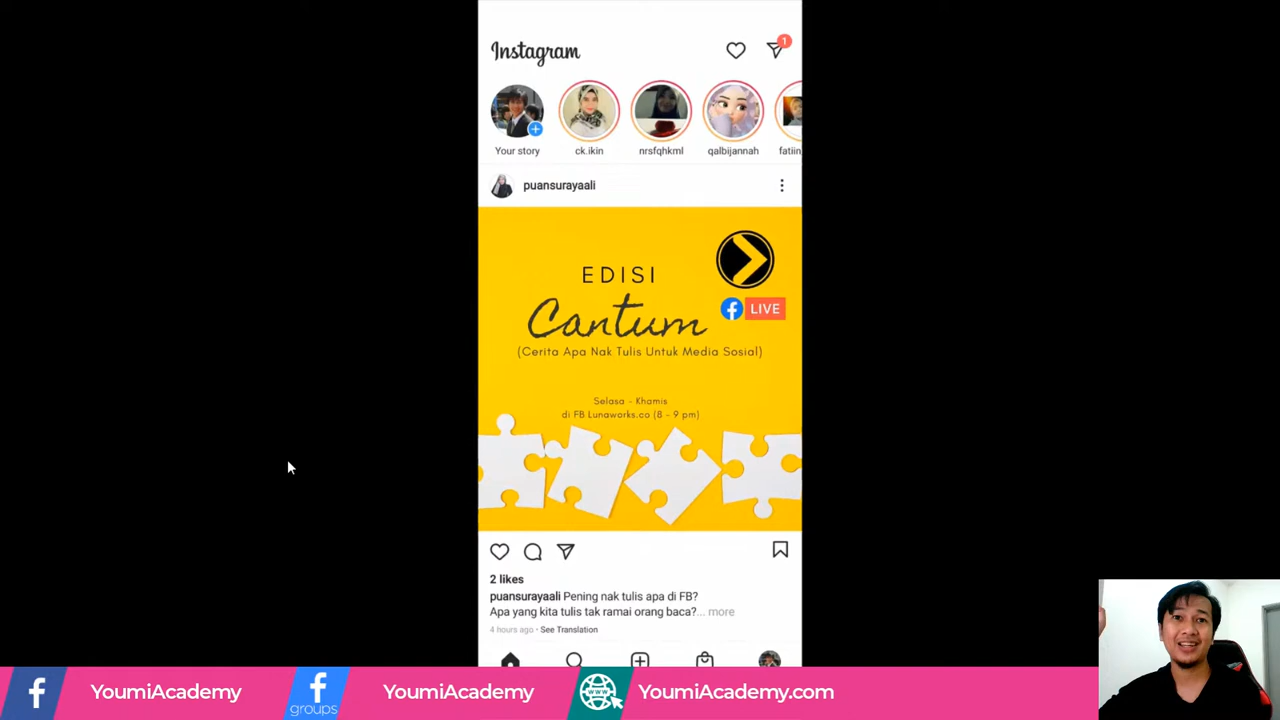 Instagram
1
Your story
ck.ikin
nrsfqhkml
qalbijannah
fatiin
puansurayaali
EDISI
Cantum
LIVE
(Cerita Apa Nak Tulis Untuk Media Sosial)
Selasa - Khamis
di FB Lunaworks.co (8 - 9 pm)
2 likes
puansurayaali Pening nak tulis apa di FB?
Apa yang kita tulis tak ramai orang baca?... more
4 hours ago · See Translation
YoumiAcademy
groups
YoumiAcademy
WWW
YoumiAcademy.com